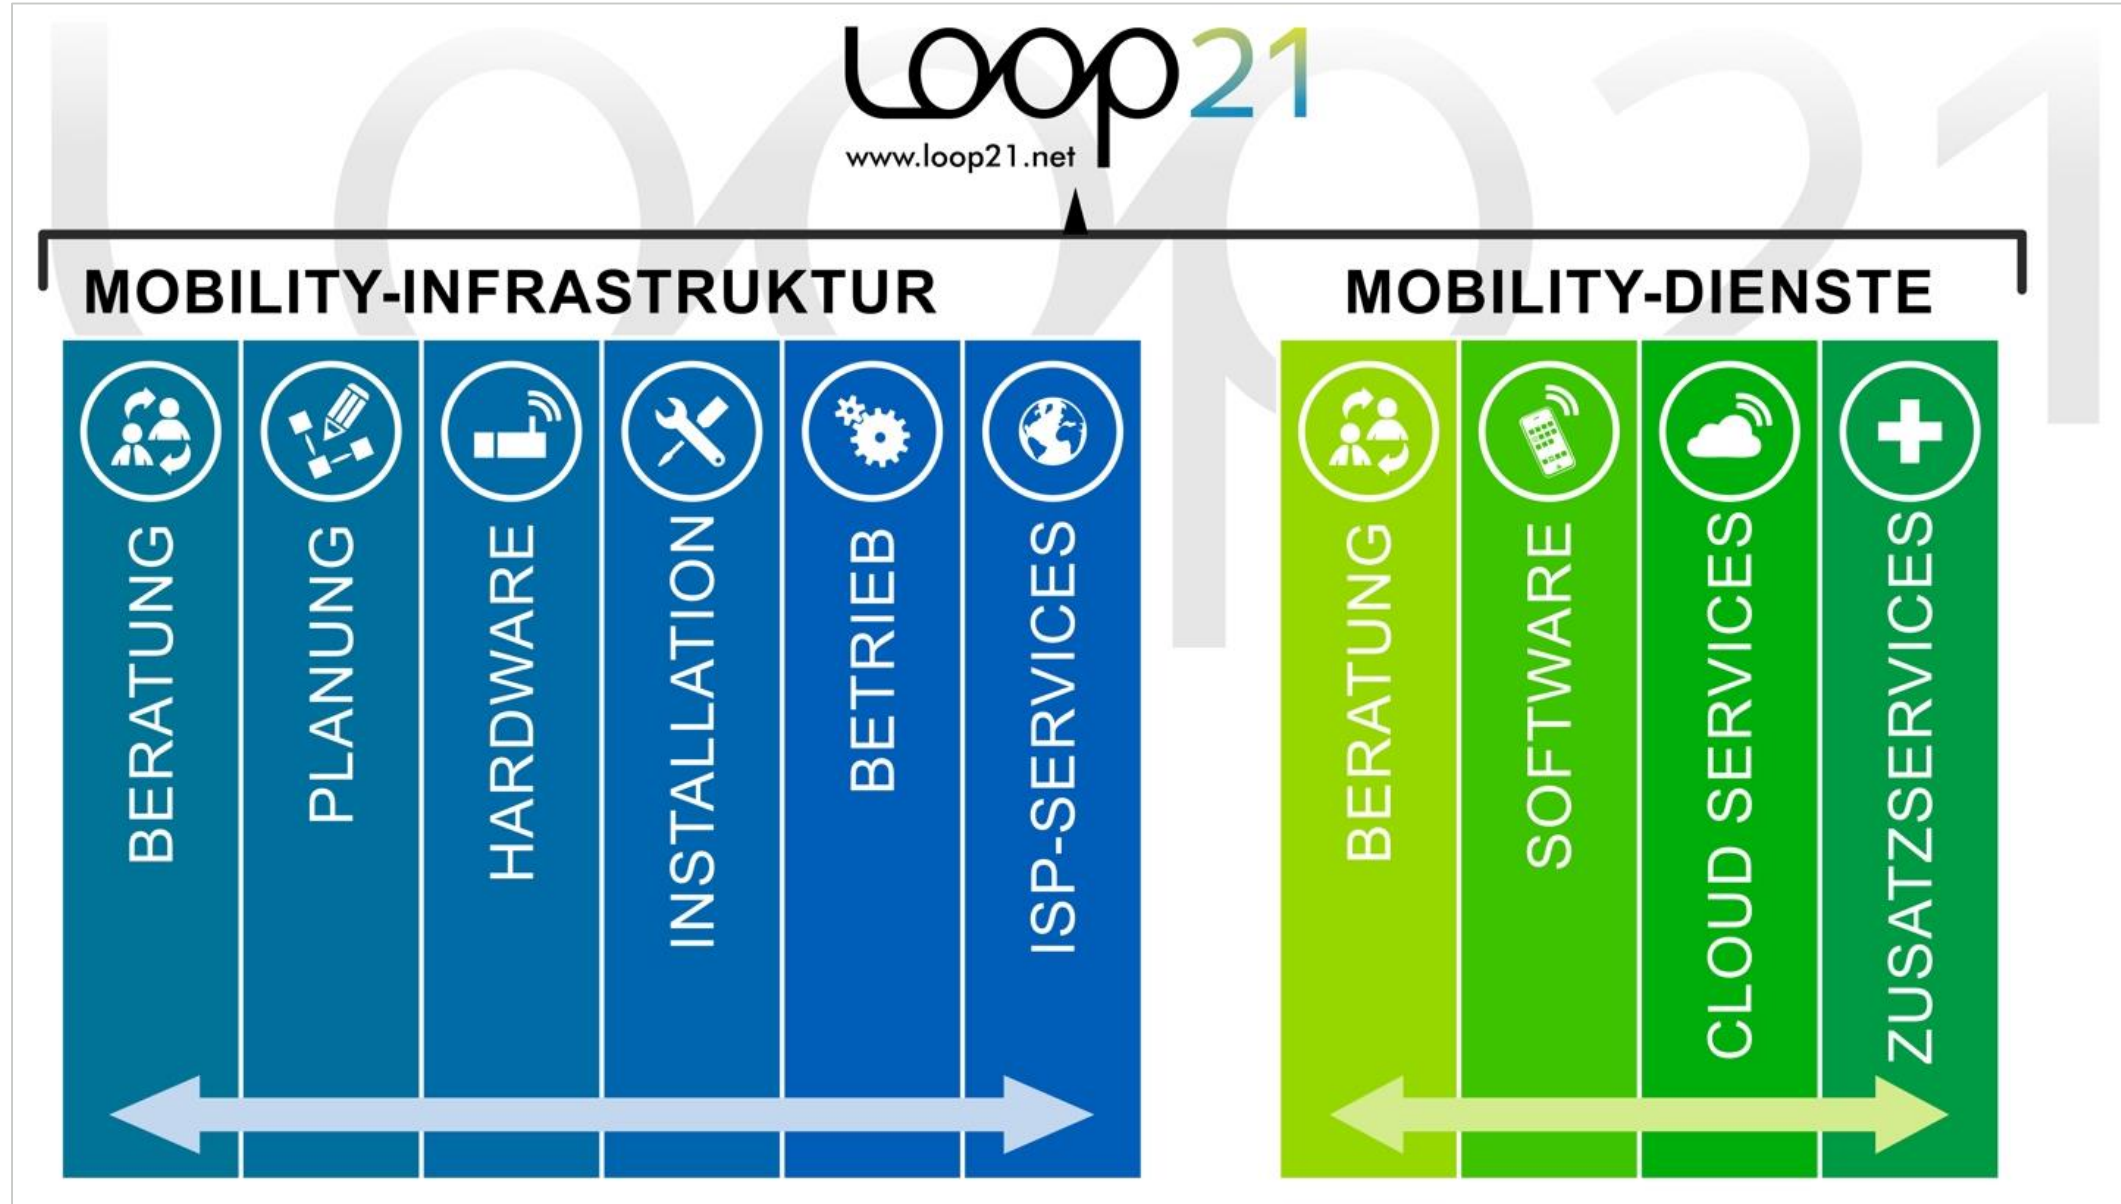 Loop21
www.loop21.net
MOBILITY-INFRASTRUKTUR
BERATUNG
PLANUNG
HARDWARE
INSTALLATION
BETRIEB
ISP-SERVICES
MOBILITY-DIENSTE
BERATUNG
SOFTWARE
CLOUD SERVICES
ZUSATZSERVICES